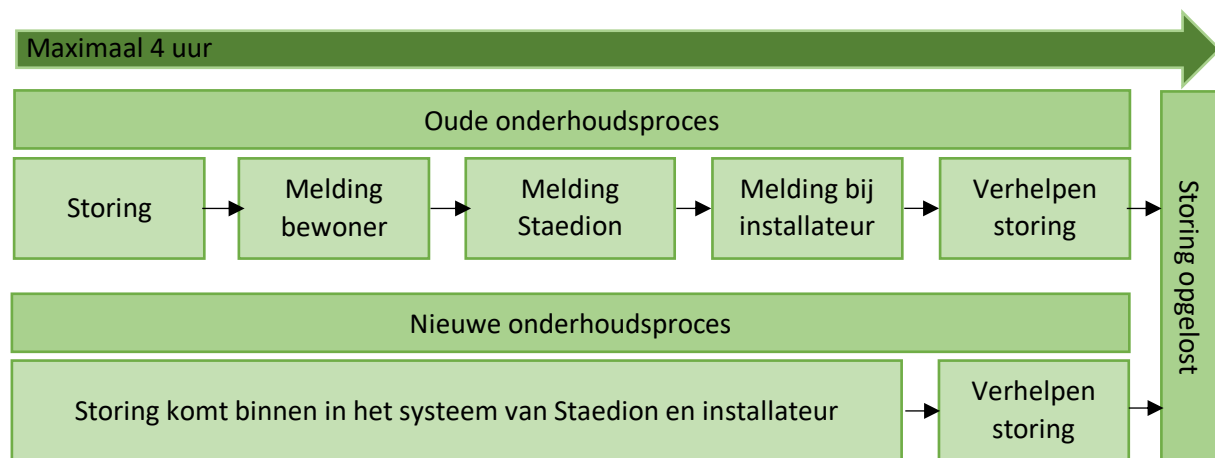 Maximaal 4 uur
Oude onderhoudsproces
Storing
Melding
bewoner
Melding
Staedion
Melding bij
installateur
Verhelpen
storing
Storing opgelost
Nieuwe onderhoudsproces
Storing komt binnen in het systeem van Staedion en installateur
Verhelpen
storing